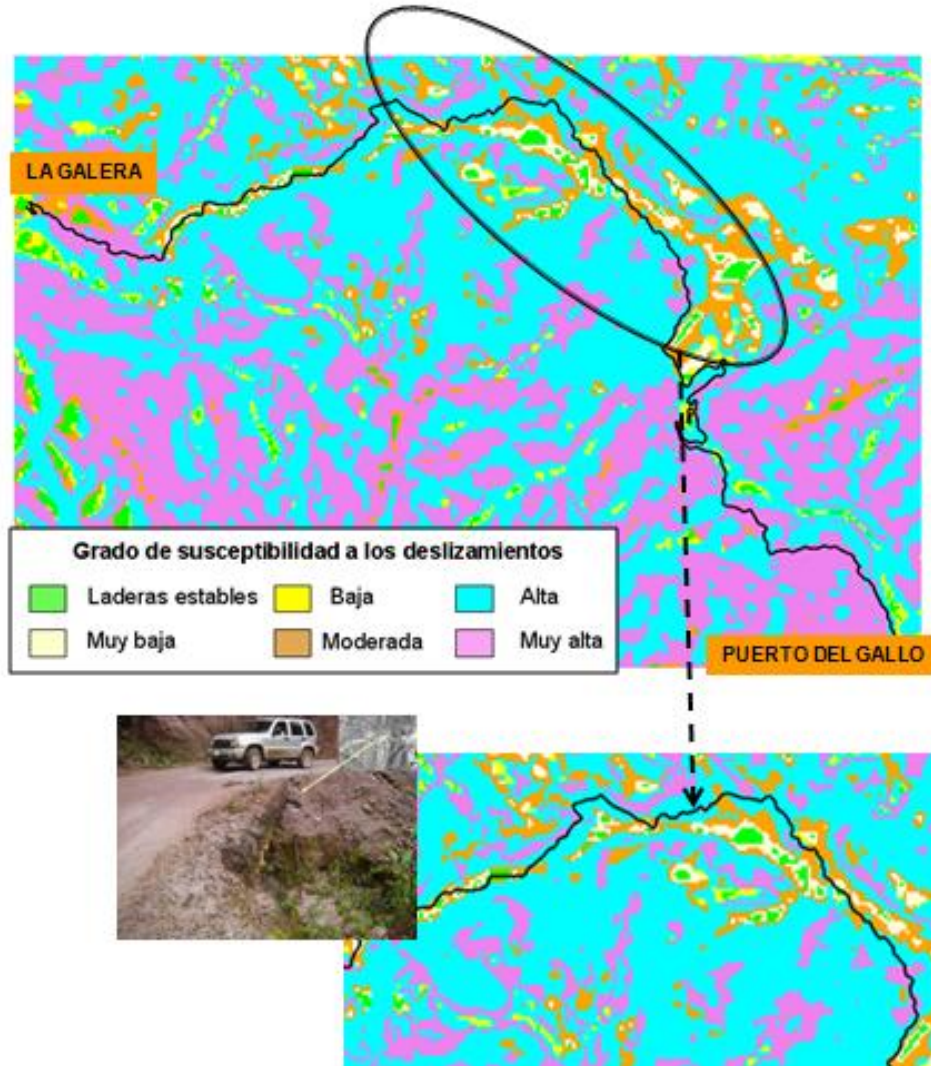 LA GALERA
Grado de susceptibilidad a los deslizamientos
Laderas estables
Baja
Alta
Muy baja
Moderada
Muy alta
PUERTO DEL GALLO